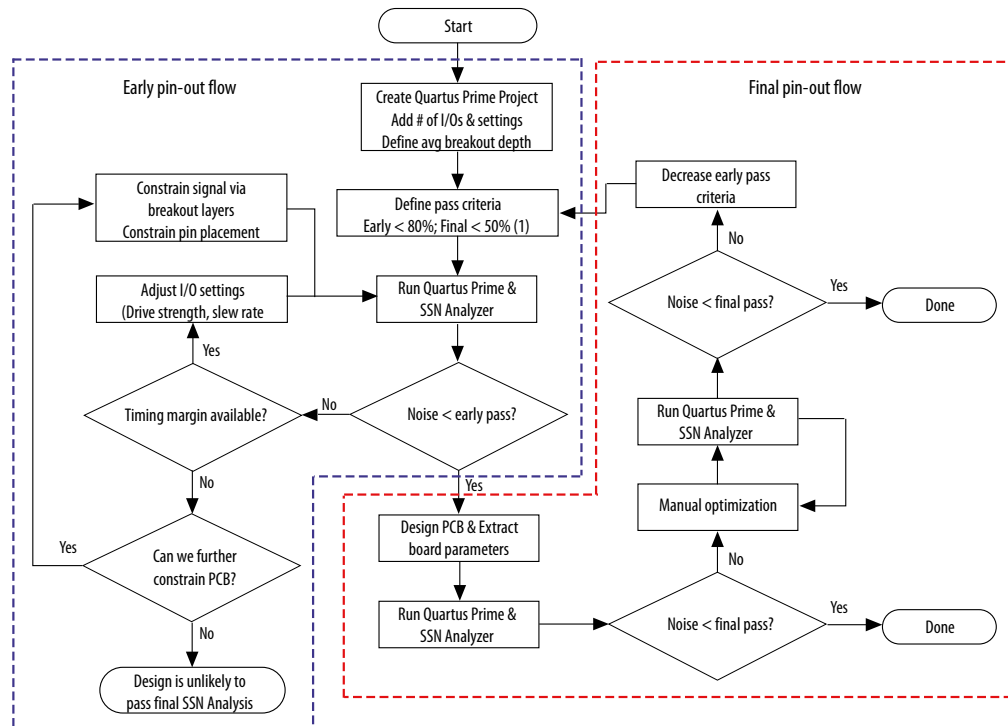 Start
Early pin-out flow
Final pin-out flow
Create Quartus Prime Project
Add # of I/Os & settings
Define avg breakout depth
Constrain signal via
breakout layers
Constrain pin placement
Define pass criteria
Early < 80%; Final < 50% (1)
Decrease early pass
criteria
No
Adjust I/O settings
(Drive strength, slew rate
Run Quartus Prime &
SSN Analyzer
Noise < final pass?
Yes
Done
Yes
Timing margin available?
No
Noise < early pass?
Run Quartus Prime &
SSN Analyzer
No
Yes
Manual optimization
Design PCB & Extract
board parameters
Yes
Can we further
constrain PCB?
No
Run Quartus Prime &
SSN Analyzer
Noise < final pass?
Yes
Done
No
Design is unlikely to
pass final SSN Analysis